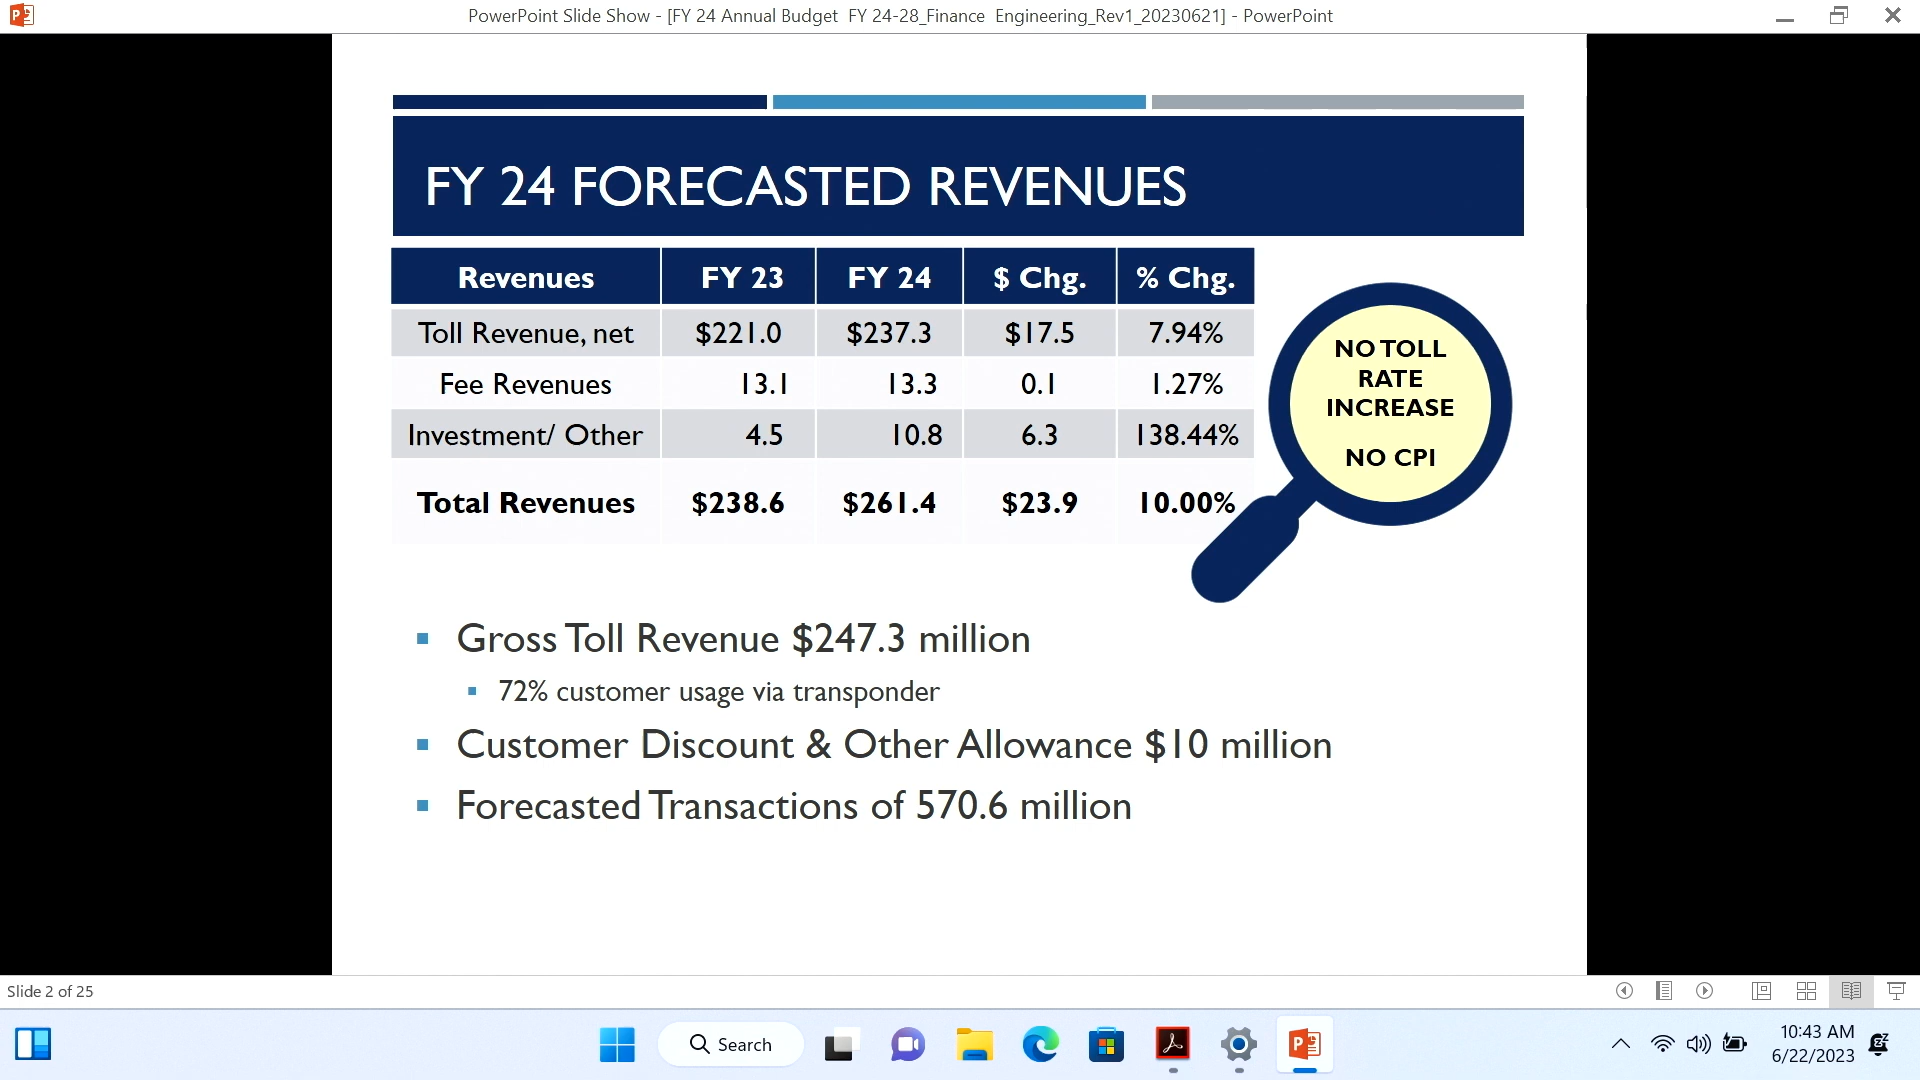 PowerPoint Slide Show - [FY 24 Annual Budget  FY 24-28_Finance  Engineering_Rev1_20230621] - PowerPoint
FY 24 FORECASTED REVENUES
Revenues FY 23 FY 24 $ Chg. % Chg.
Toll Revenue, net $221.0 $237.3 $17.5 7.94%
Fee Revenues 13.1 13.3 0.1 1.27%
Investment/ Other 4.5 10.8 6.3 138.44%
Total Revenues $238.6 $261.4 $23.9 10.00%
NO TOLL
RATE
INCREASE
NO CPI
Gross Toll Revenue $247.3 million
72% customer usage via transponder
Customer Discount & Other Allowance $10 million
Forecasted Transactions of 570.6 million
Slide 2 of 25
Search
10:43 AM
6/22/2023